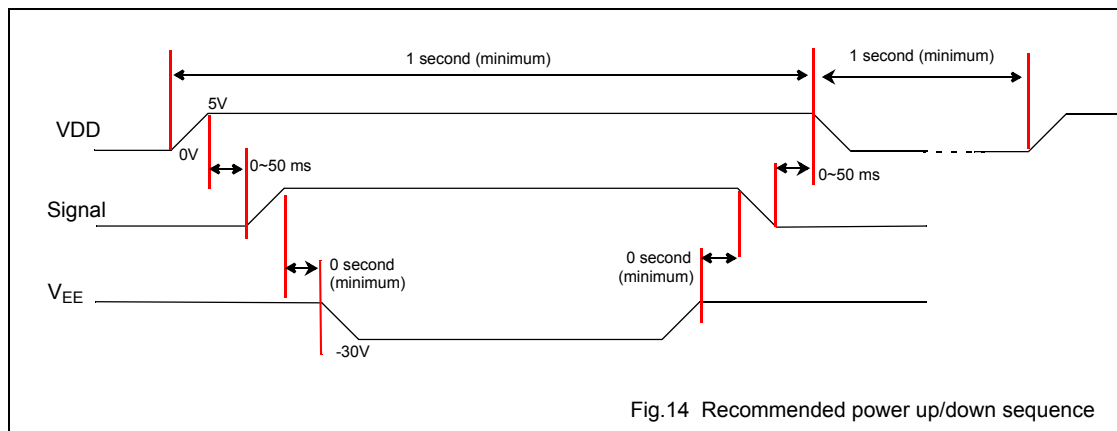 1 second (minimum)
1 second (minimum)
5V
VDD
0V
0~50 ms
0~50 ms
Signal
0 second
(minimum)
0 second
(minimum)
VEE
-30V
Fig.14 Recommended power up/down sequence